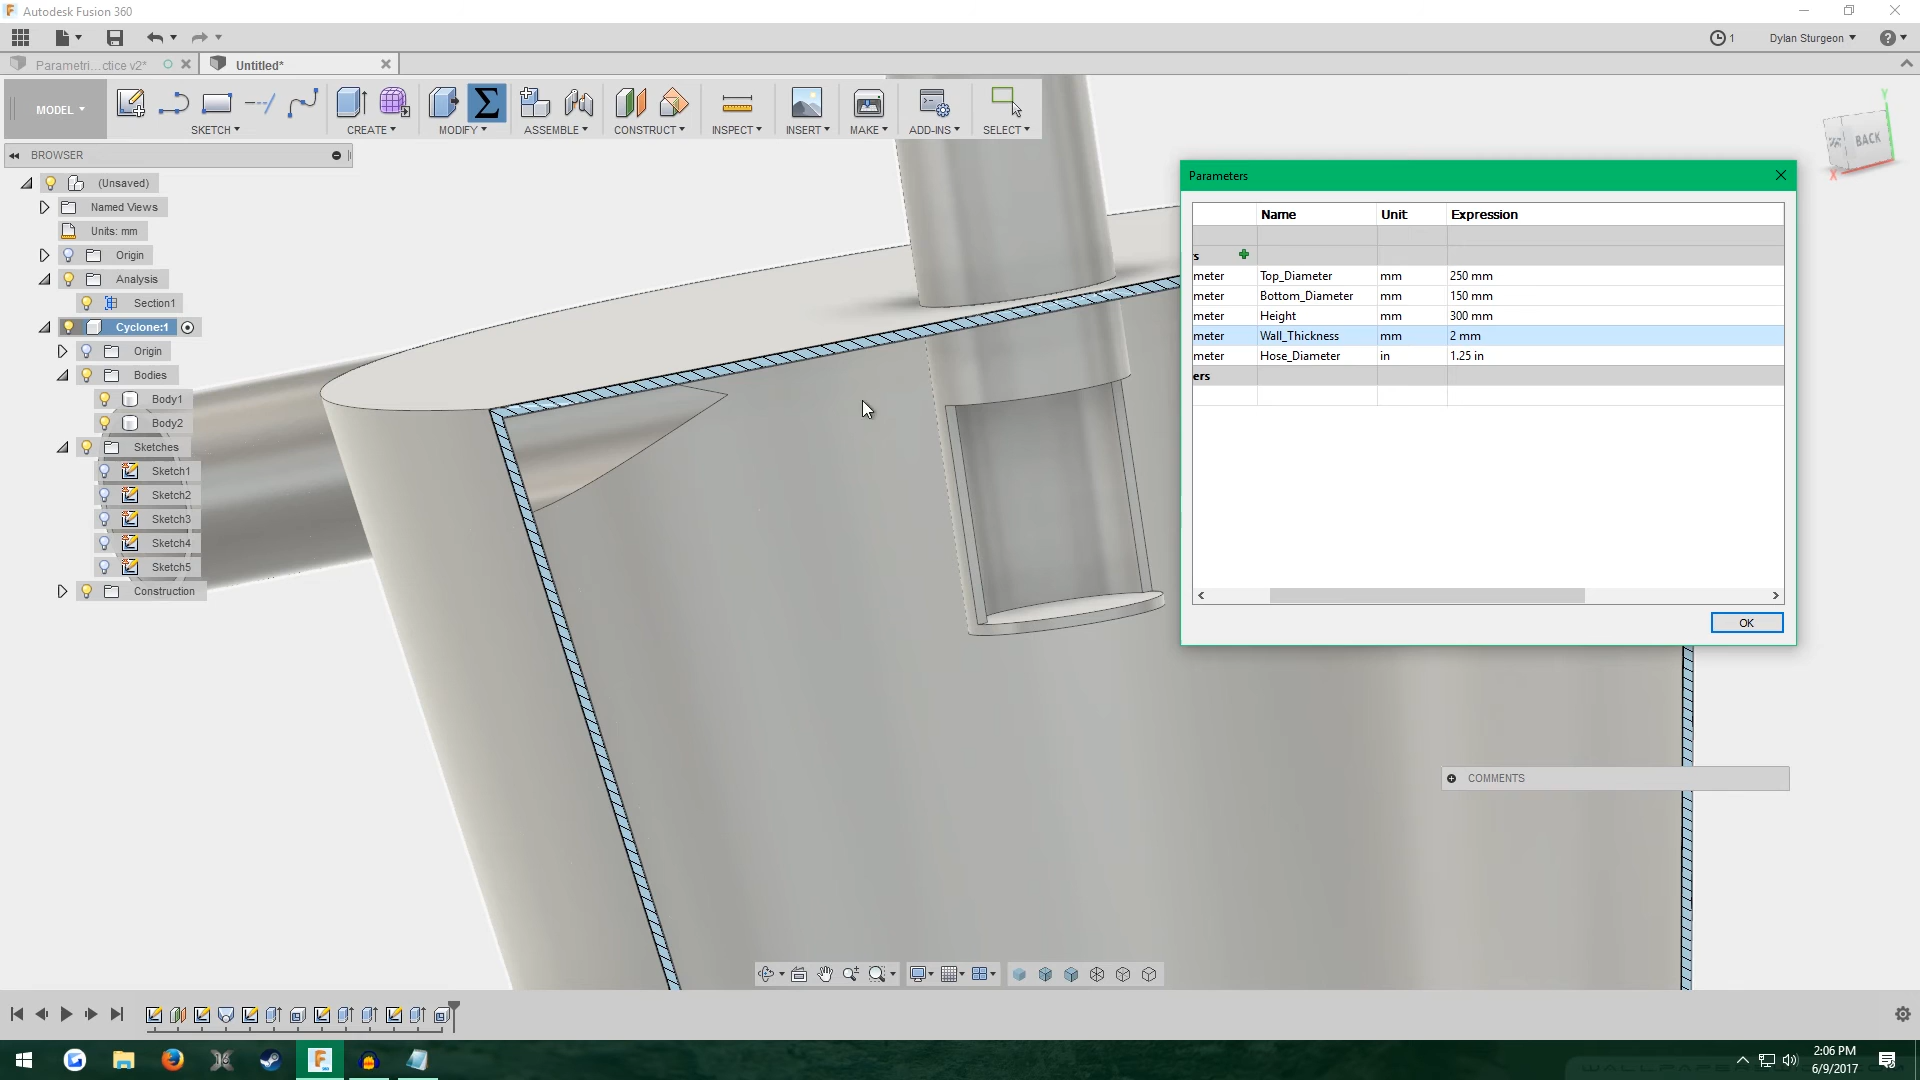 Autodesk Fusion 360
1
Dylan Sturgeon
Parametri...ctice v2*
Untitled*
MODEL
SKETCH
CREATE
MODIFY
ASSEMBLE
CONSTRUCT
INSPECT
INSERT
MAKE
ADD-INS
SELECT
BROWSER
(Unsaved)
Named Views
Units: mm
Origin
Analysis
Section1
Cyclone:1
Origin
Bodies
Body1
Body2
Sketches
Sketch1
Sketch2
Sketch3
Sketch4
Sketch5
Construction
Y
BACK
X
Parameters
Name Unit Expression
s
meter Top_Diameter mm 250 mm
meter Bottom_Diameter mm 150 mm
meter Height mm 300 mm
meter Wall_Thickness mm 2 mm
meter Hose_Diameter in 1.25 in
ers
OK
COMMENTS
2:06 PM
6/9/2017